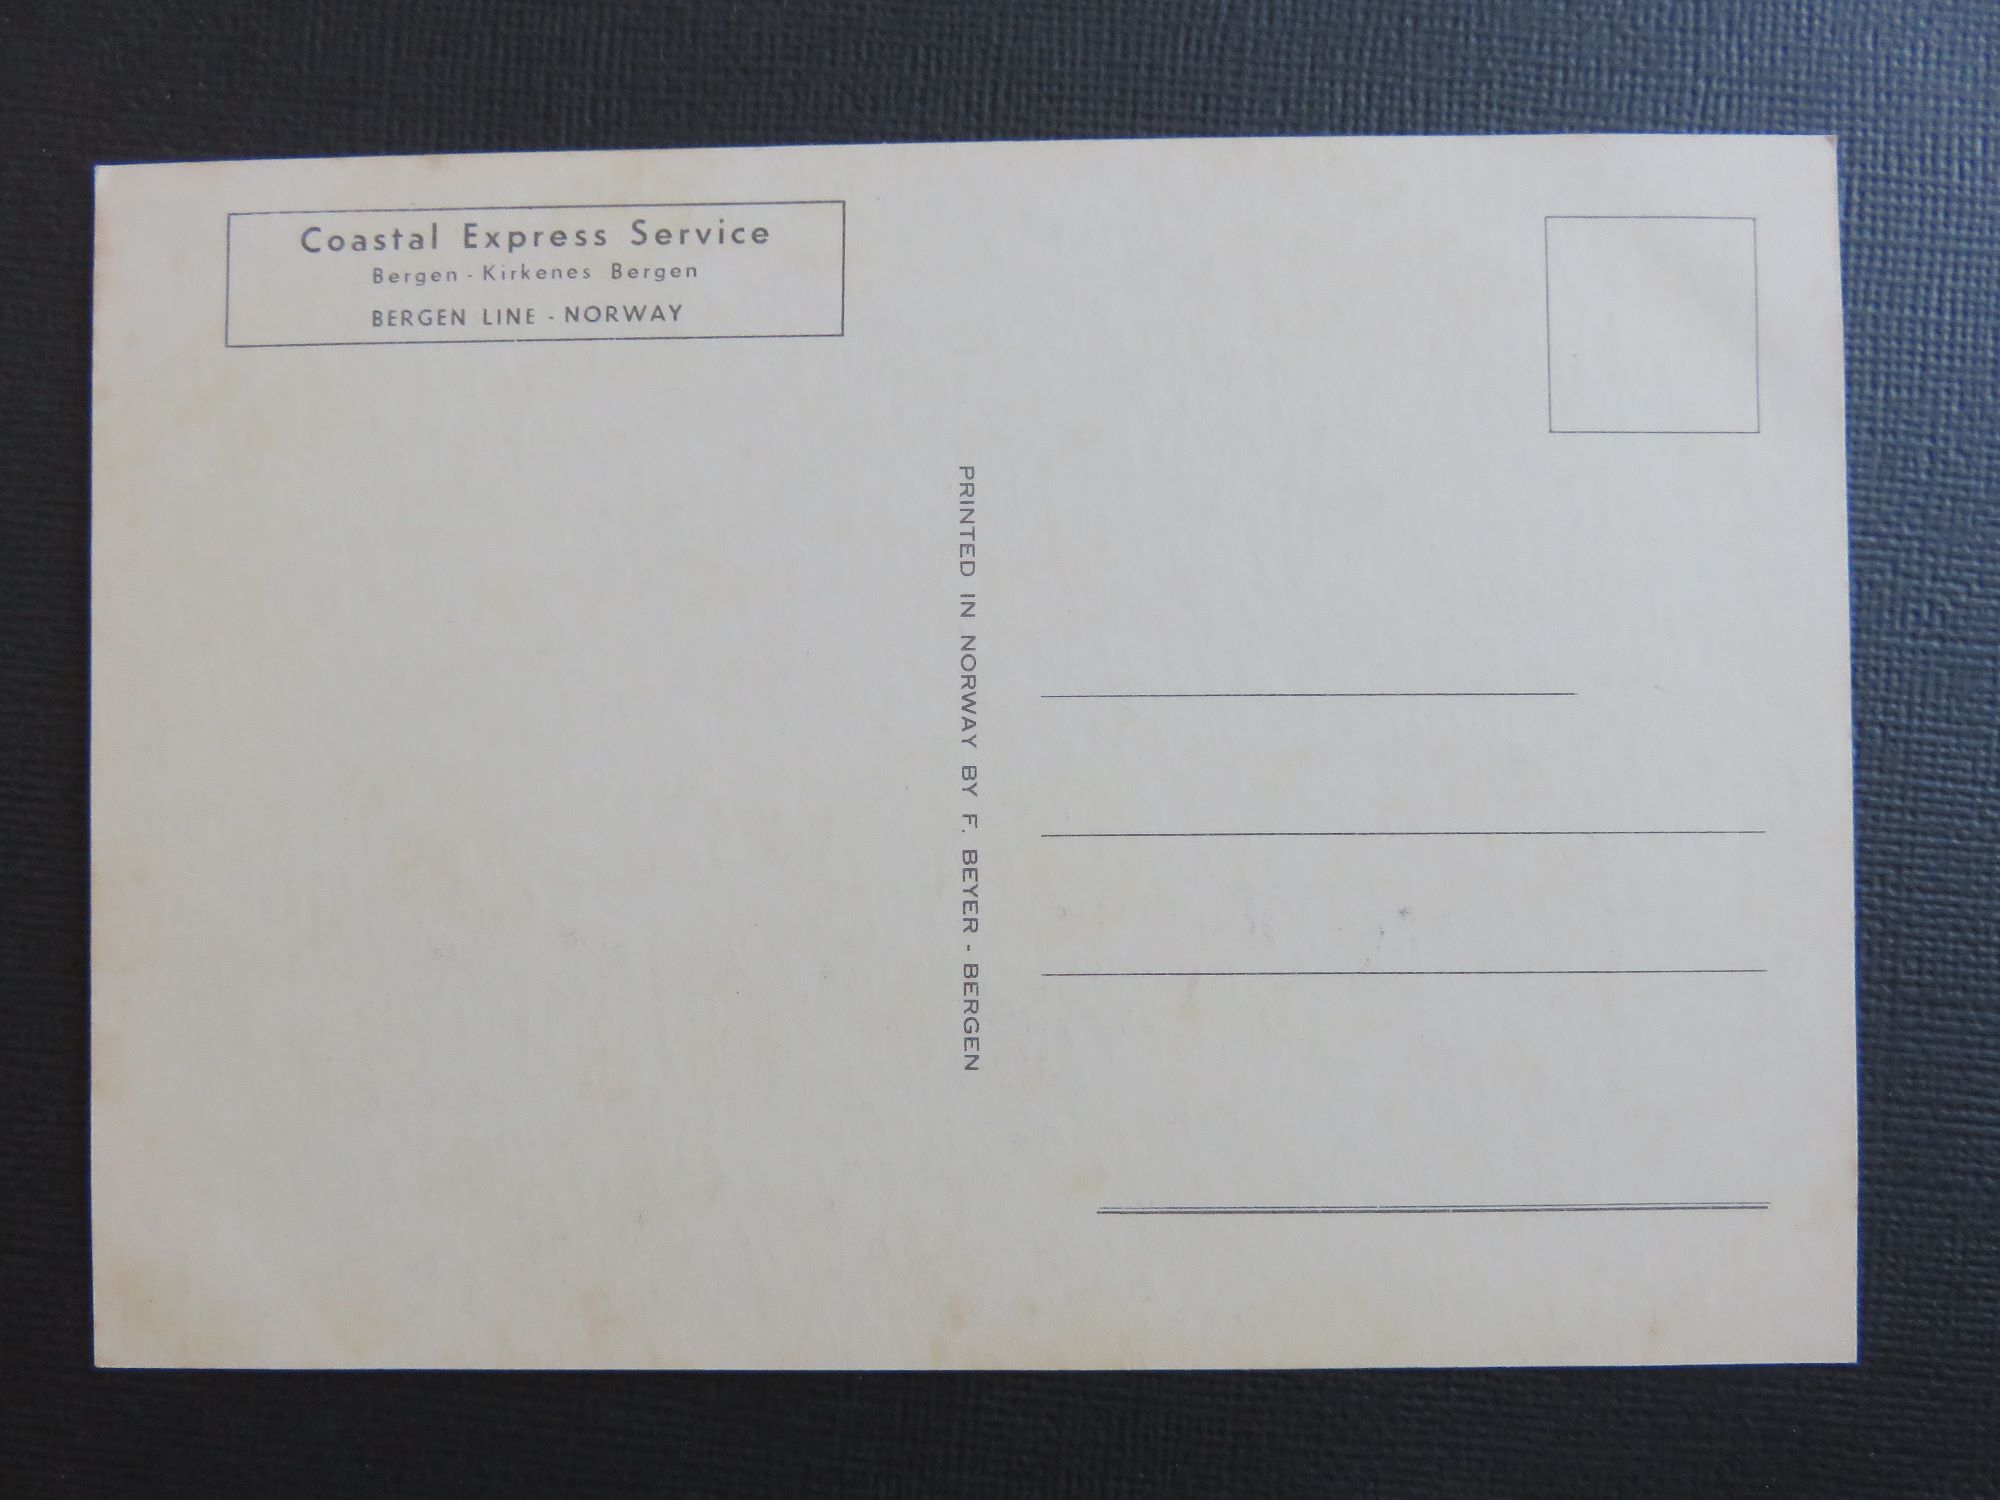 Coastal Express Service
Bergen - Kirkenes Bergen
BERGEN LINE - NORWAY
PRINTED IN NORWAY BY F. BEYER - BERGEN